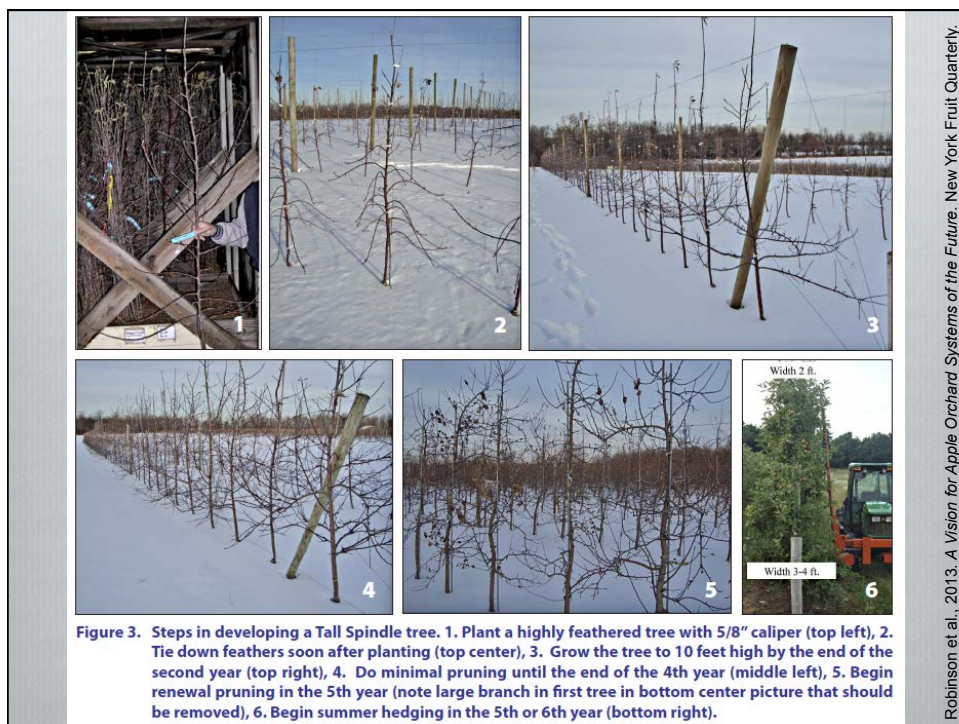 1
2
3
4
5
Width 2 ft.
Width 3-4 ft.
6
Figure 3. Steps in developing a Tall Spindle tree. 1. Plant a highly feathered tree with 5/8” caliper (top left), 2.
Tie down feathers soon after planting (top center), 3. Grow the tree to 10 feet high by the end of the
second year (top right), 4. Do minimal pruning until the end of the 4th year (middle left), 5. Begin
renewal pruning in the 5th year (note large branch in first tree in bottom center picture that should
be removed), 6. Begin summer hedging in the 5th or 6th year (bottom right).
Robinson et al., 2013. A Vision for Apple Orchard Systems of the Future. New York Fruit Quarterly.